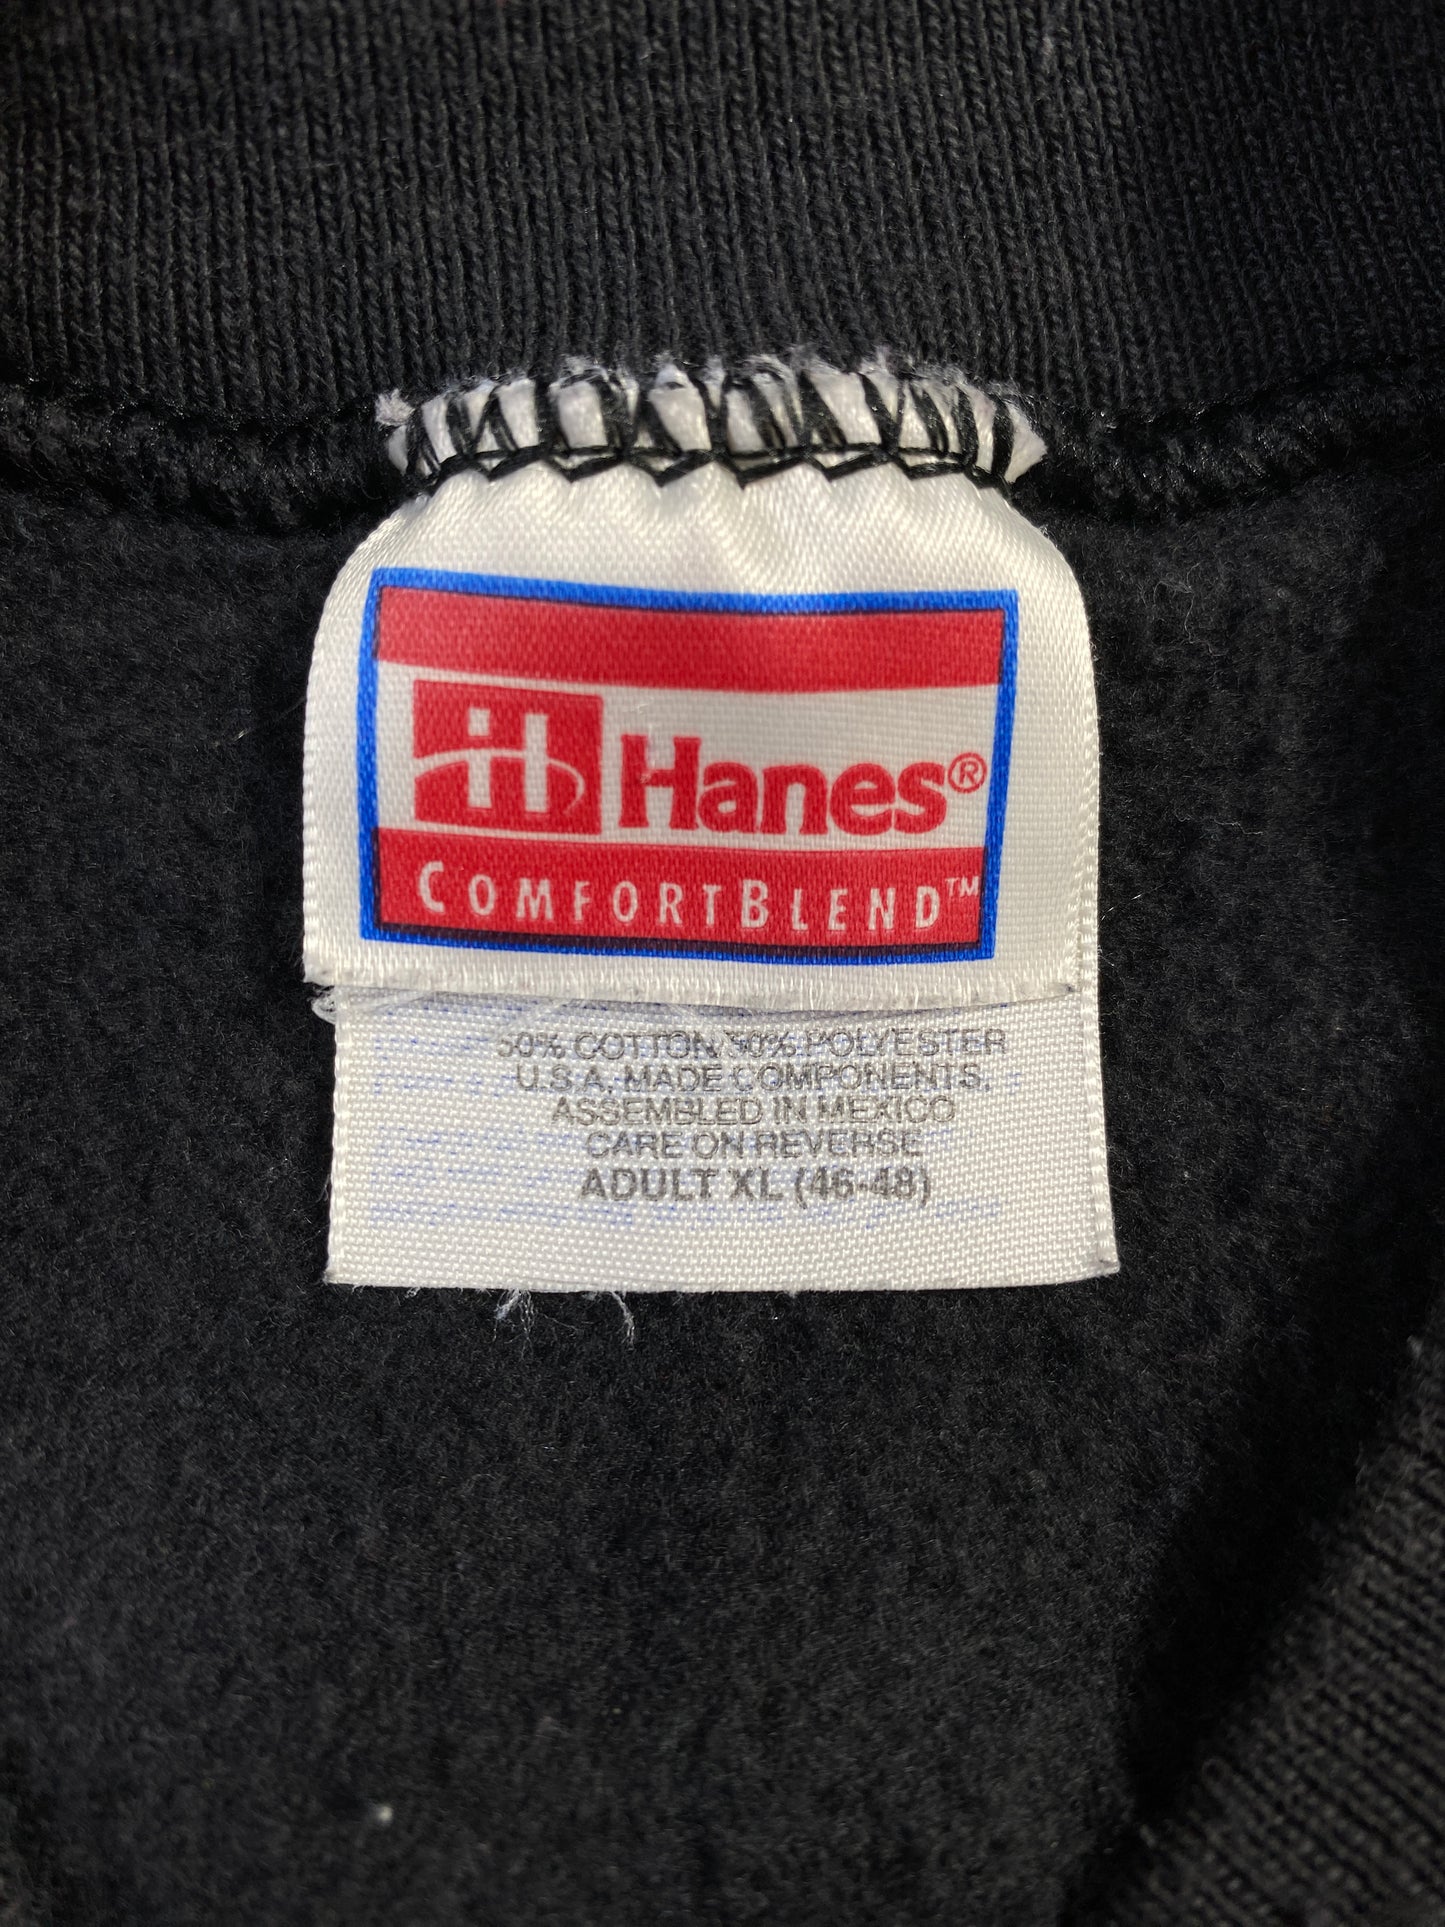 H Hanes®
COMFORTBLEND™
50% COTTON, 50% POLYESTER
U.S.A. MADE COMPONENTS,
ASSEMBLED IN MEXICO
CARE ON REVERSE
ADULT XL (46-48)